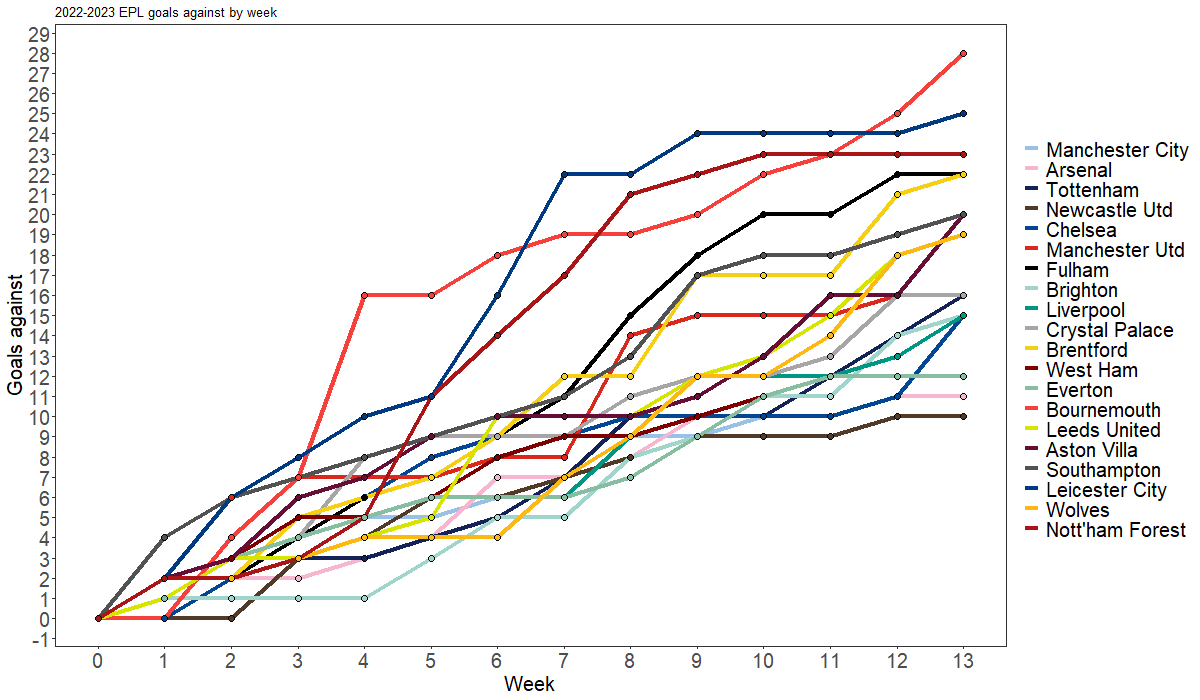 2022-2023 EPL goals against by week
Goals against
29
28
27
26
25
24
23
22
21
20
19
18
17
16
15
14
13
12
11
10
9
8
7
6
5
4
3
2
1
0
-1
0 1 2 3 4 5 6 7 8 9 10 11 12 13
Week
Manchester City
Arsenal
Tottenham
Newcastle Utd
Chelsea
Manchester Utd
Fulham
Brighton
Liverpool
Crystal Palace
Brentford
West Ham
Everton
Bournemouth
Leeds United
Aston Villa
Southampton
Leicester City
Wolves
Nott'ham Forest